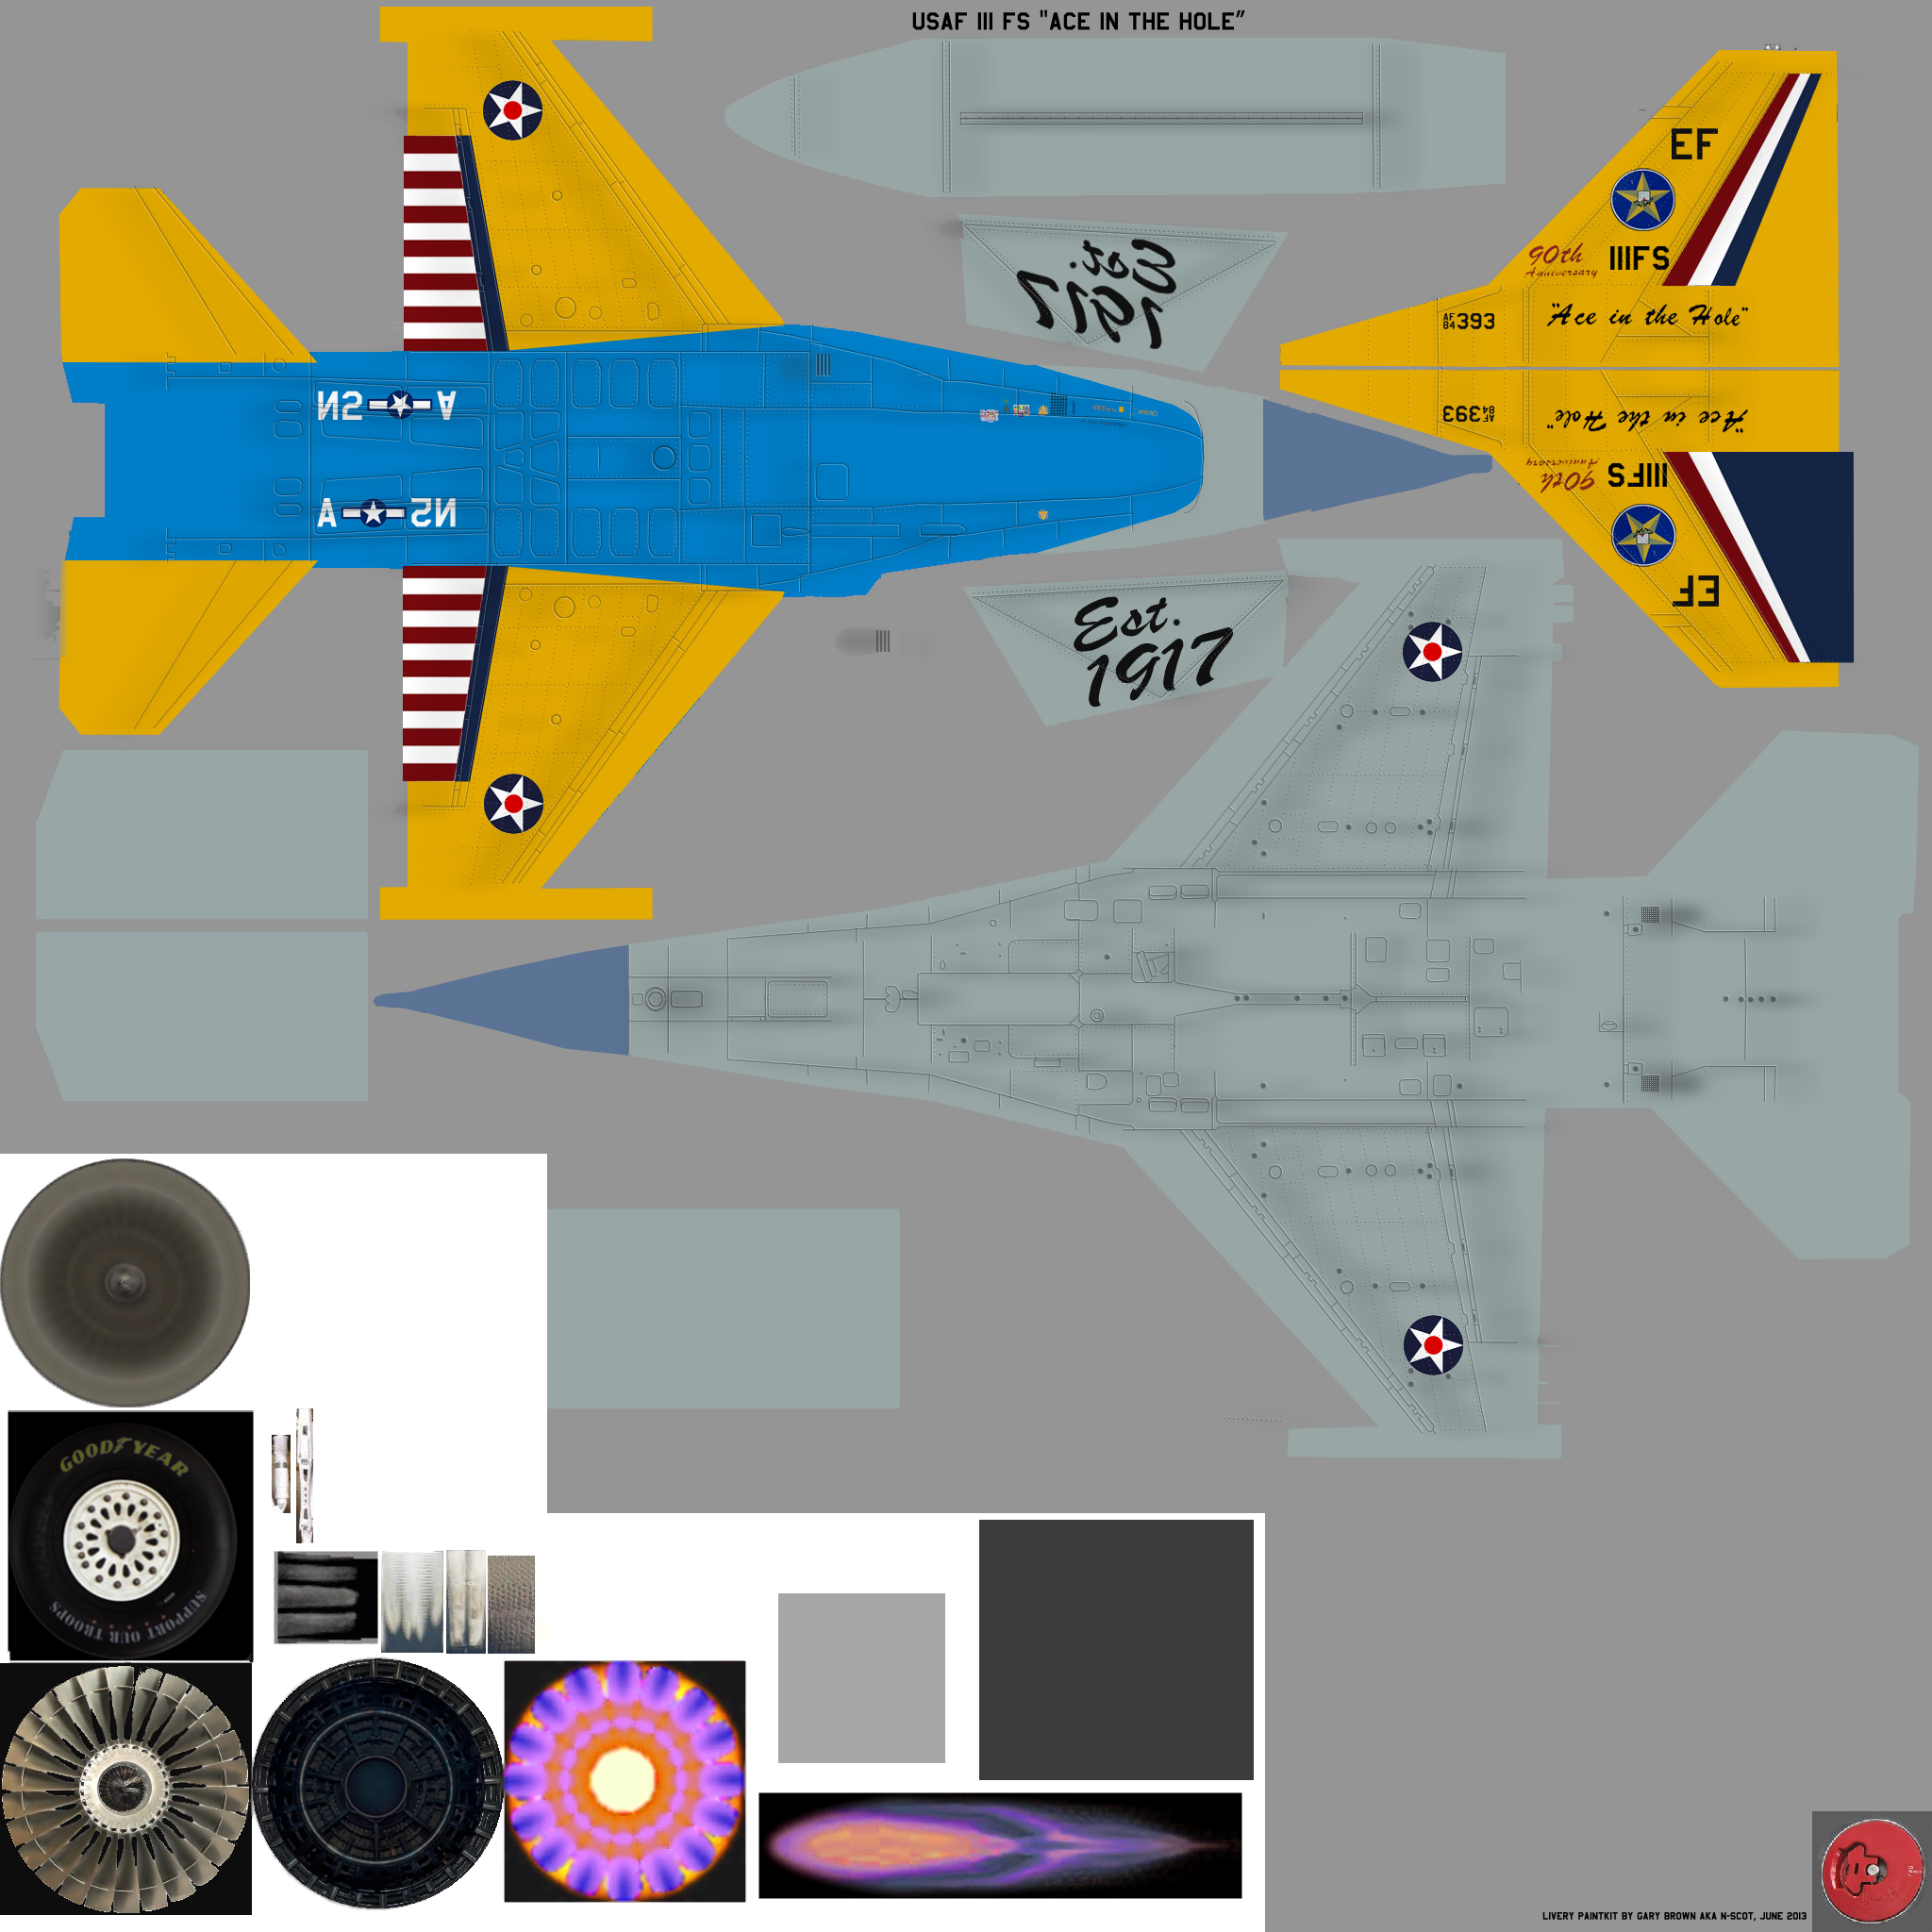 USAF III FS "ACE IN THE HOLE"
EF
90th
Anniversary
IIIFS
AF
84 393
"Ace in the Hole"
Est.
1917
N2 A
A N2
AF
84 393
"Ace in the Hole"
90th
Anniversary
IIIFS
EF
Est.
1917
GOODYEAR
SUPPORT OUR TROOPS
LIVERY PAINTKIT BY GARY BROWN AKA N-SCOT, JUNE 2013